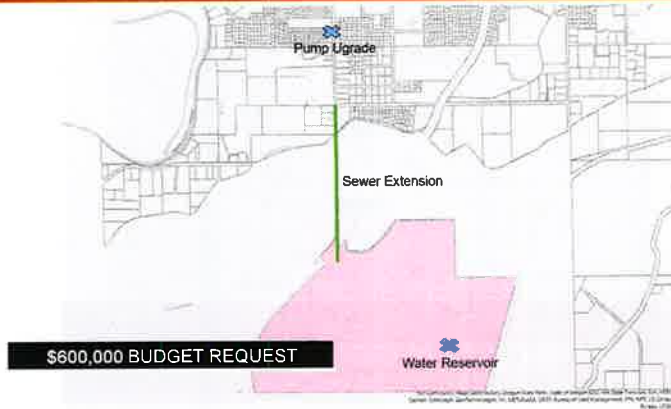 Pump Ugrade
Sewer Extension
$600,000 BUDGET REQUEST
Water Reservoir